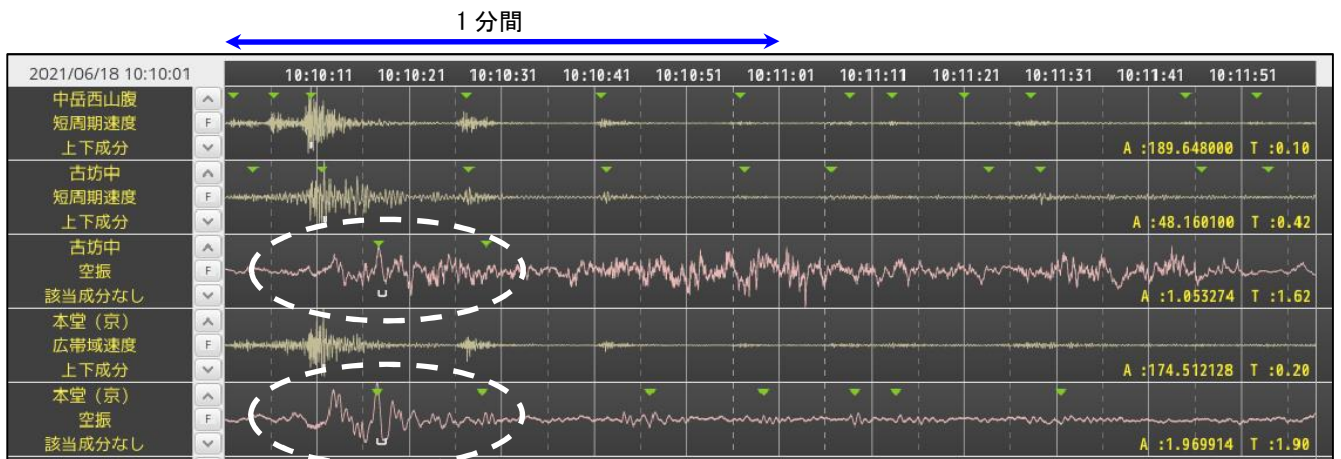 1 分間
2021/06/18 10:10:01 10:10:11 10:10:21 10:10:31 10:10:41 10:10:51 10:11:01 10:11:11 10:11:21 10:11:31 10:11:41 10:11:51
中岳西山腹
短周期速度 F
上下成分 A :189.648000 T :0.10
古坊中
短周期速度 F
上下成分 A :48.160100 T :0.42
古坊中
空振 F
該当成分なし A :1.053274 T :1.62
本堂（京）
広帯域速度 F
上下成分 A :174.512128 T :0.20
本堂（京）
空振 F
該当成分なし A :1.969914 T :1.90